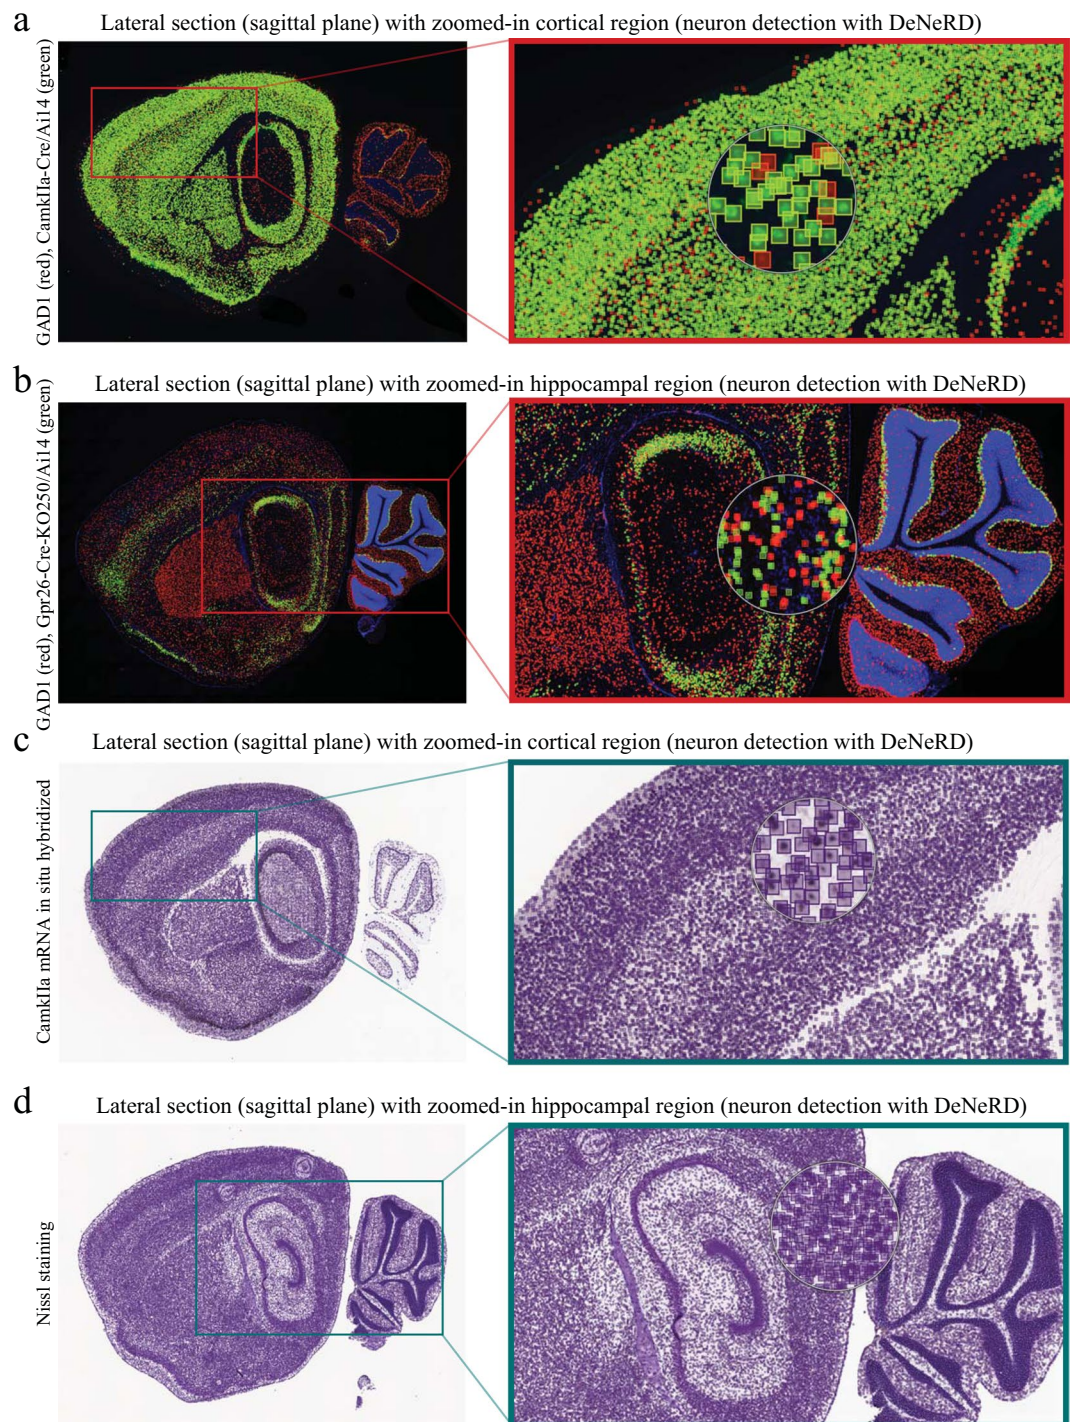 a
Lateral section (sagittal plane) with zoomed-in cortical region (neuron detection with DeNeRD)
GAD1 (red), CamkIIa-Cre/Ai14 (green)
b
Lateral section (sagittal plane) with zoomed-in hippocampal region (neuron detection with DeNeRD)
GAD1 (red), Gpr26-Cre-KO250/Ai14 (green)
c
Lateral section (sagittal plane) with zoomed-in cortical region (neuron detection with DeNeRD)
CamkIIa mRNA in situ hybridized
d
Lateral section (sagittal plane) with zoomed-in hippocampal region (neuron detection with DeNeRD)
Nissl staining